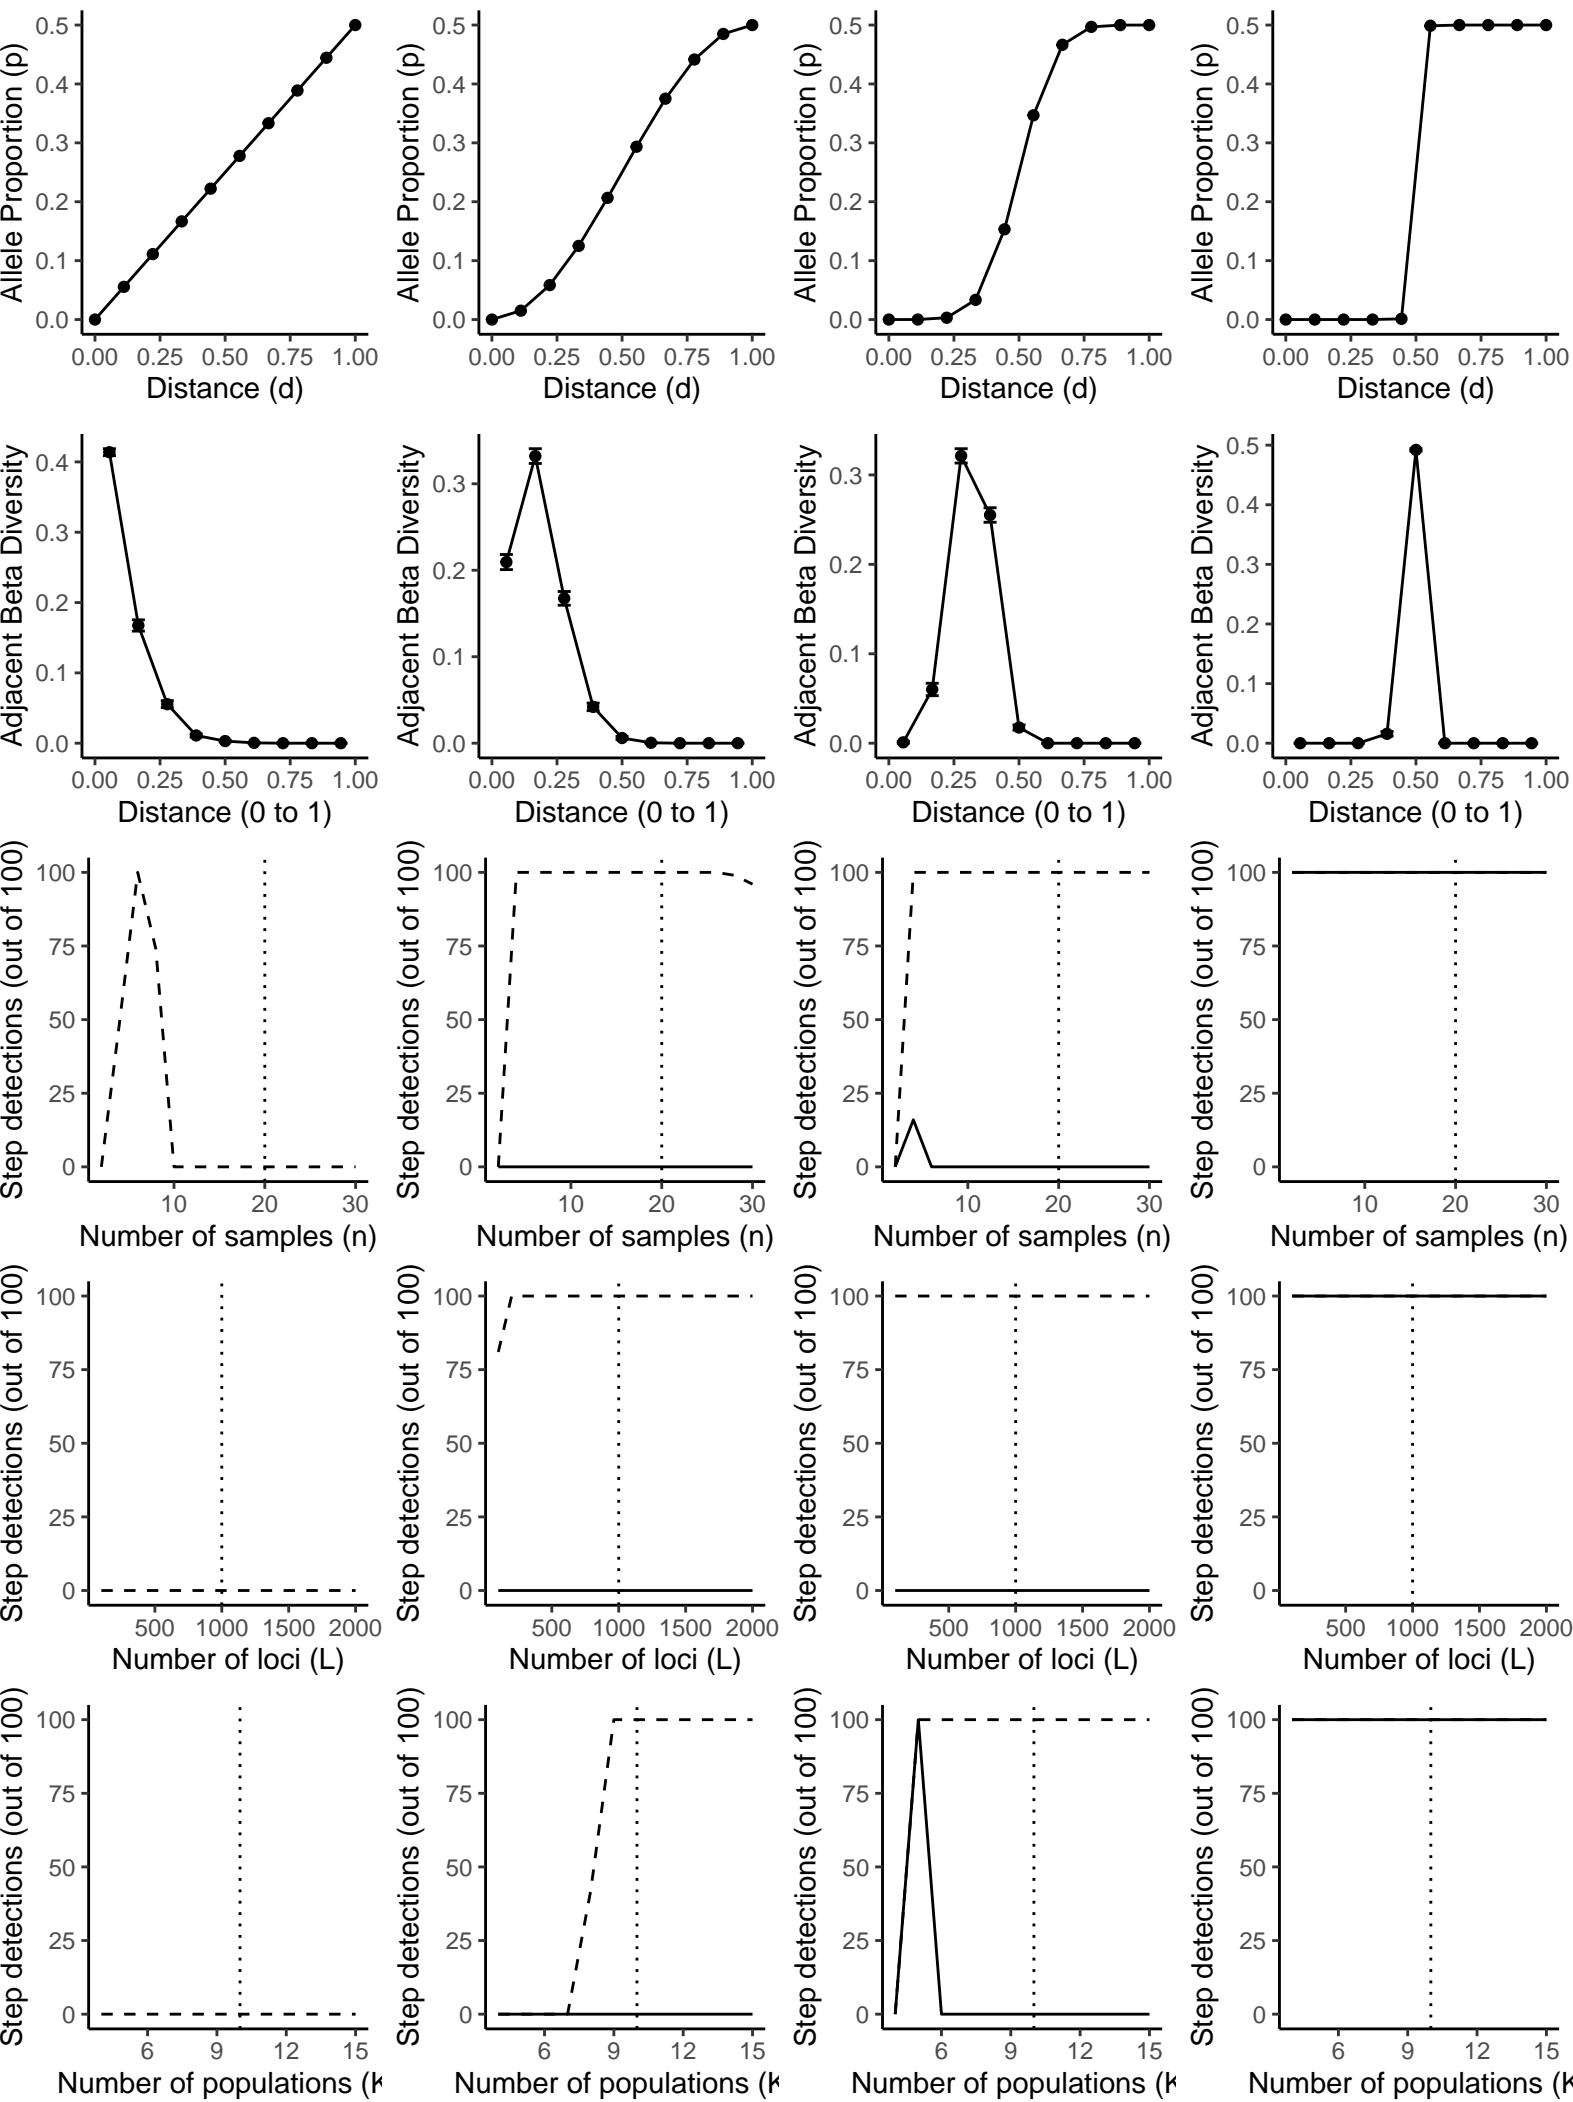 Allele Proportion (p)
0.5
0.4
0.3
0.2
0.1
0.0
0.00 0.25 0.50 0.75 1.00
Distance (d)
Allele Proportion (p)
0.5
0.4
0.3
0.2
0.1
0.0
0.00 0.25 0.50 0.75 1.00
Distance (d)
Allele Proportion (p)
0.5
0.4
0.3
0.2
0.1
0.0
0.00 0.25 0.50 0.75 1.00
Distance (d)
Allele Proportion (p)
0.5
0.4
0.3
0.2
0.1
0.0
0.00 0.25 0.50 0.75 1.00
Distance (d)
Adjacent Beta Diversity
0.4
0.3
0.2
0.1
0.0
0.00 0.25 0.50 0.75 1.00
Distance (0 to 1)
Adjacent Beta Diversity
0.3
0.2
0.1
0.0
0.00 0.25 0.50 0.75 1.00
Distance (0 to 1)
Adjacent Beta Diversity
0.3
0.2
0.1
0.0
0.00 0.25 0.50 0.75 1.00
Distance (0 to 1)
Adjacent Beta Diversity
0.5
0.4
0.3
0.2
0.1
0.0
0.00 0.25 0.50 0.75 1.00
Distance (0 to 1)
Step detections (out of 100)
100
75
50
25
0
10 20 30
Number of samples (n)
Step detections (out of 100)
100
75
50
25
0
10 20 30
Number of samples (n)
Step detections (out of 100)
100
75
50
25
0
10 20 30
Number of samples (n)
Step detections (out of 100)
100
75
50
25
0
10 20 30
Number of samples (n)
Step detections (out of 100)
100
75
50
25
0
500 1000 1500 2000
Number of loci (L)
Step detections (out of 100)
100
75
50
25
0
500 1000 1500 2000
Number of loci (L)
Step detections (out of 100)
100
75
50
25
0
500 1000 1500 2000
Number of loci (L)
Step detections (out of 100)
100
75
50
25
0
500 1000 1500 2000
Number of loci (L)
Step detections (out of 100)
100
75
50
25
0
6 9 12 15
Number of populations (K
Step detections (out of 100)
100
75
50
25
0
6 9 12 15
Number of populations (K
Step detections (out of 100)
100
75
50
25
0
6 9 12 15
Number of populations (K
Step detections (out of 100)
100
75
50
25
0
6 9 12 15
Number of populations (K